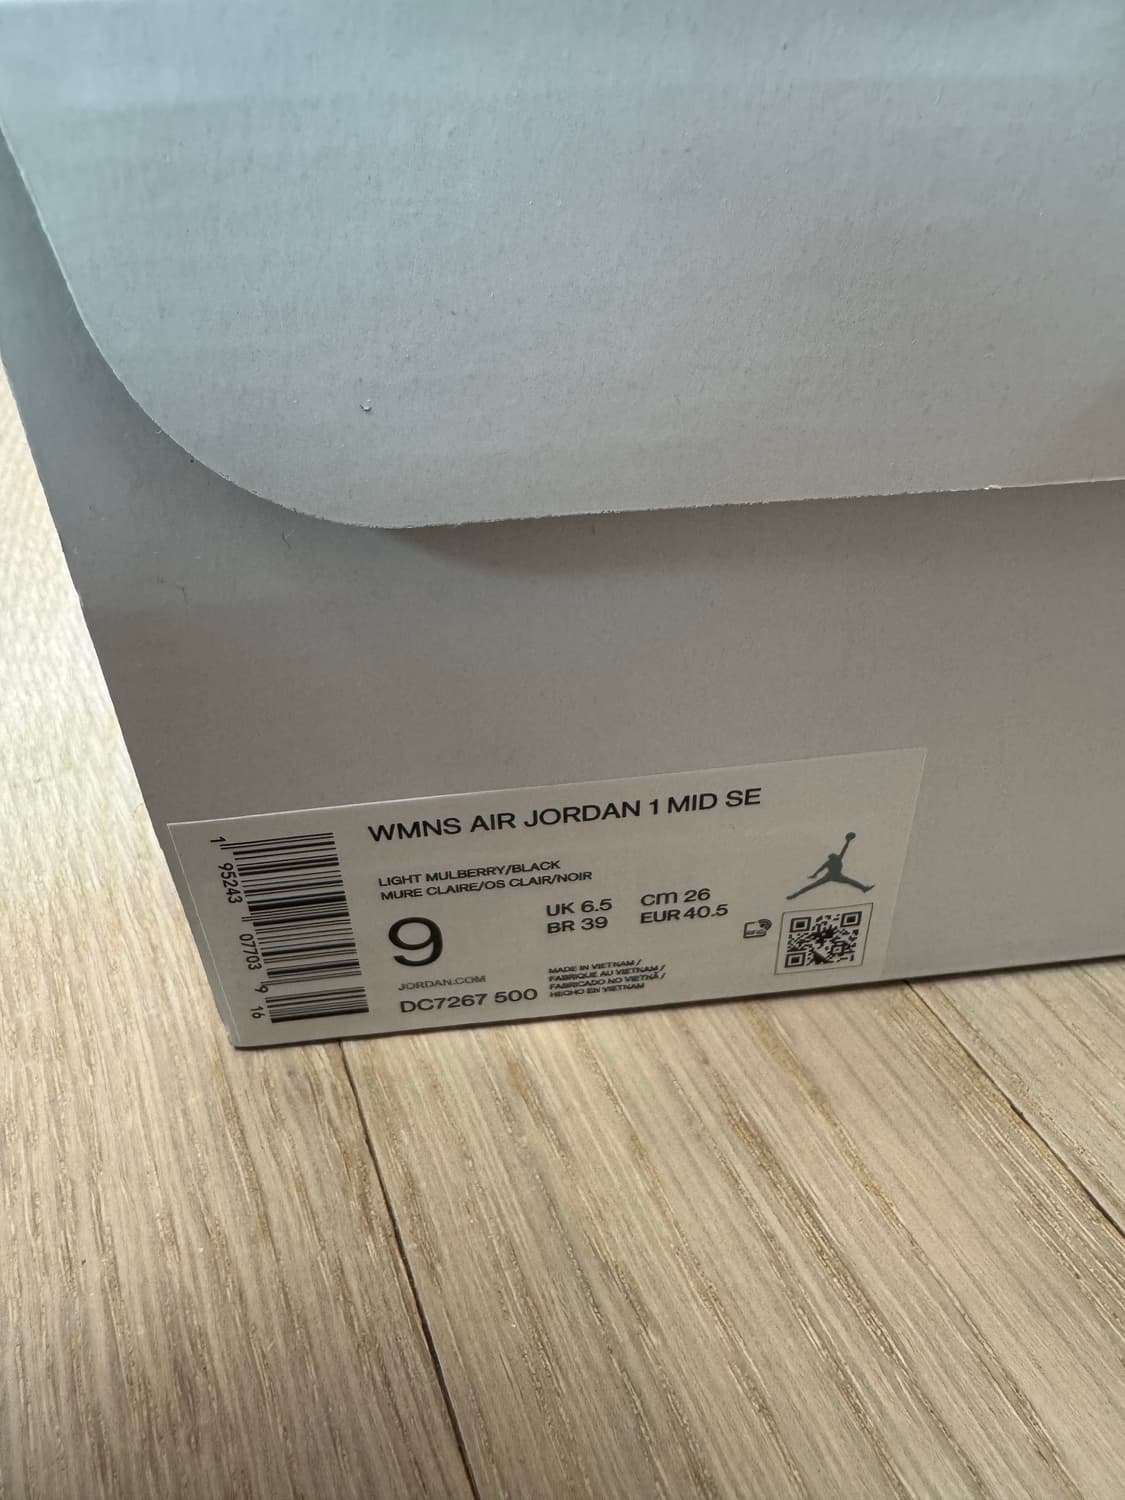 WMNS AIR JORDAN 1 MID SE
LIGHT MULBERRY/BLACK
MURE CLAIRE/OS CLAIR/NOIR
9
UK 6.5 cm 26
BR 39 EUR 40.5
JORDAN.COM
DC7267 500
MADE IN VIETNAM /
FABRIQUE AU VIETNAM /
FABRICADO NO VIETNÃ /
HECHO EN VIETNAM
1 95243 07703 9 16